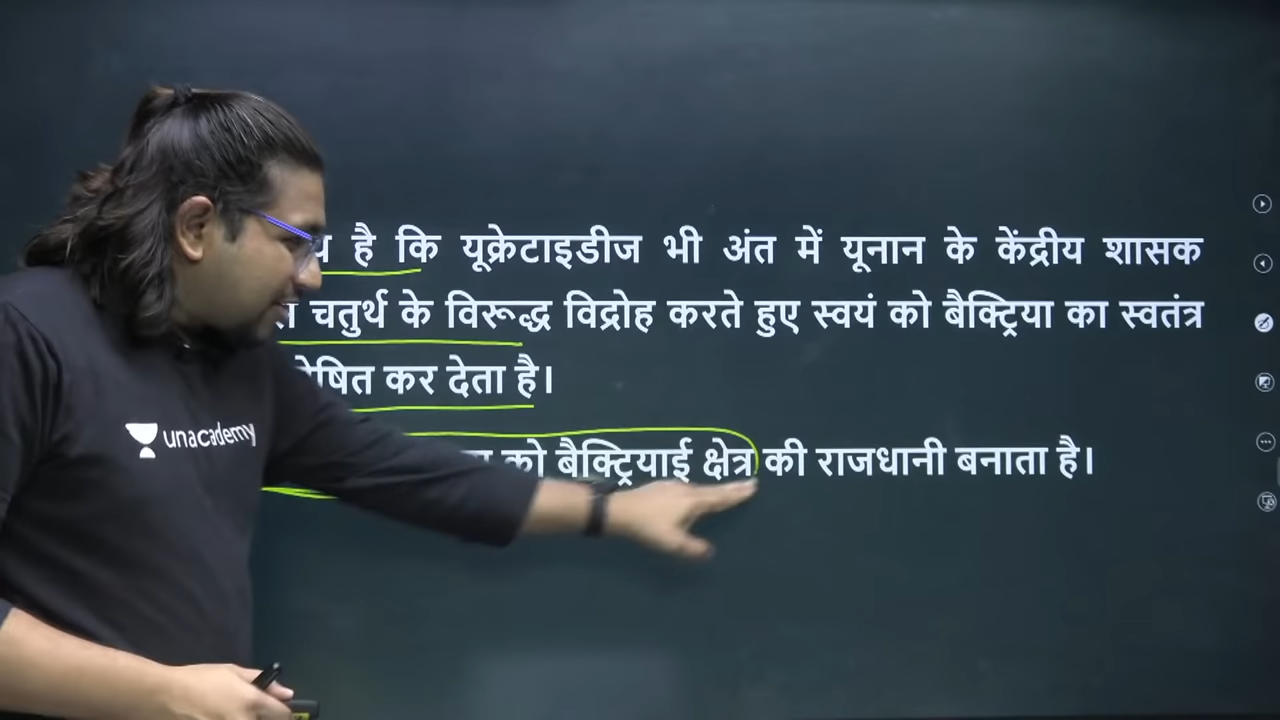 है कि यूक्रेटाइडीज भी अंत में यूनान के केंद्रीय शासक
चतुर्थ के विरूद्ध विद्रोह करते हुए स्वयं को बैक्ट्रिया का स्वतंत्र
कर देता है।
को बैक्ट्रियाई क्षेत्र की राजधानी बनाता है।
unacademy